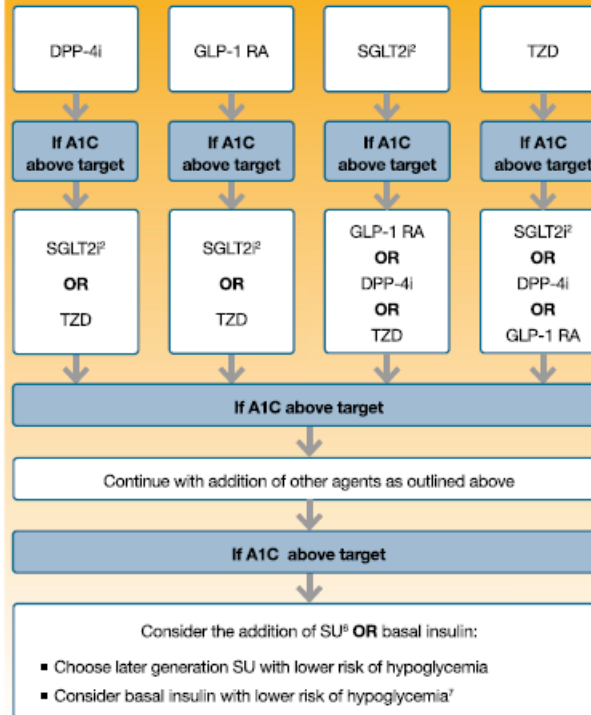 DPP-4i
GLP-1 RA
SGLT2i²
TZD
If A1C
above target
If A1C
above target
If A1C
above target
If A1C
above target
SGLT2i²
OR
TZD
SGLT2i²
OR
TZD
GLP-1 RA
OR
DPP-4i
OR
TZD
SGLT2i²
OR
DPP-4i
OR
GLP-1 RA
If A1C above target
Continue with addition of other agents as outlined above
If A1C above target
Consider the addition of SU⁶ OR basal insulin:
▪ Choose later generation SU with lower risk of hypoglycemia
▪ Consider basal insulin with lower risk of hypoglycemia⁷